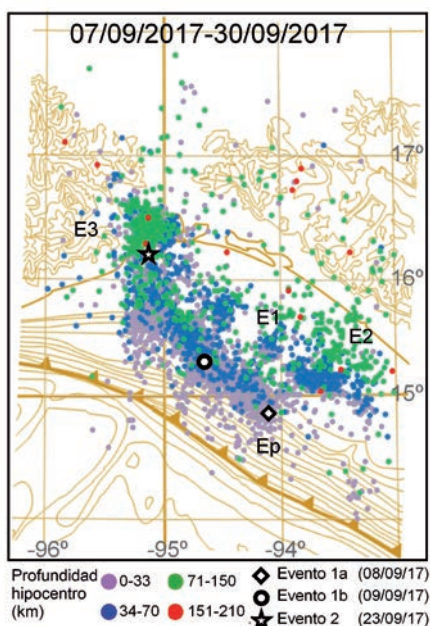 07/09/2017-30/09/2017
17º
E3
16º
E1
E2
15º
Ep
-96º
-95º
-94º
Profundidad hipocentro (km)
0-33
71-150
34-70
151-210
Evento 1a (08/09/17)
Evento 1b (09/09/17)
Evento 2 (23/09/17)